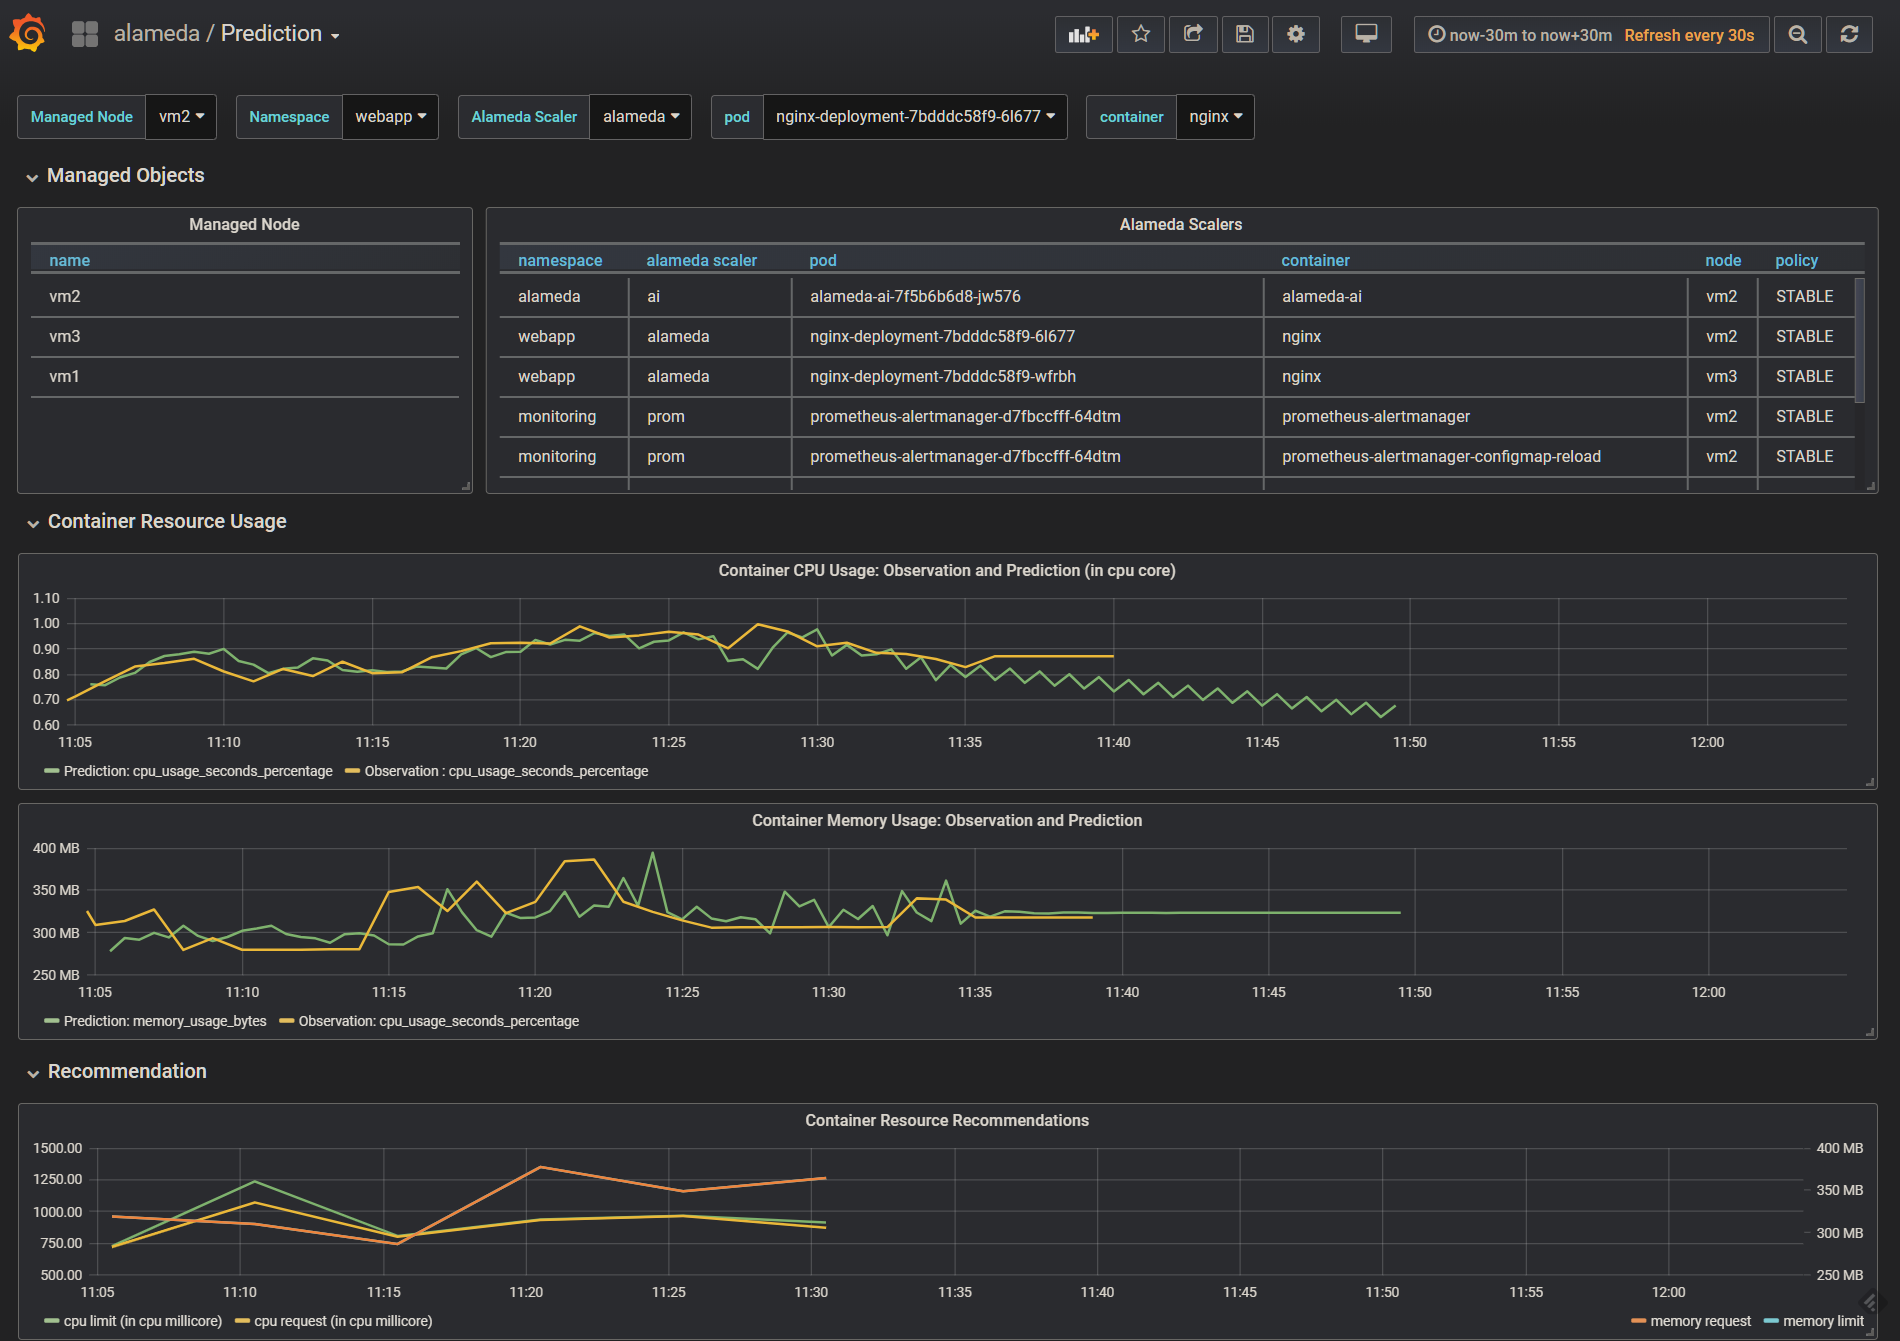 alameda / Prediction
now-30m to now+30m Refresh every 30s
Managed Node vm2 Namespace webapp Alameda Scaler alameda pod nginx-deployment-7bdddc58f9-6l677 container nginx
Managed Objects
Managed Node
name
vm2
vm3
vm1
Alameda Scalers
namespace alameda scaler pod container node policy
alameda ai alameda-ai-7f5b6b6d8-jw576 alameda-ai vm2 STABLE
webapp alameda nginx-deployment-7bdddc58f9-6l677 nginx vm2 STABLE
webapp alameda nginx-deployment-7bdddc58f9-wfrbh nginx vm3 STABLE
monitoring prom prometheus-alertmanager-d7fbccfff-64dtm prometheus-alertmanager vm2 STABLE
monitoring prom prometheus-alertmanager-d7fbccfff-64dtm prometheus-alertmanager-configmap-reload vm2 STABLE
Container Resource Usage
Container CPU Usage: Observation and Prediction (in cpu core)
1.10
1.00
0.90
0.80
0.70
0.60
11:05 11:10 11:15 11:20 11:25 11:30 11:35 11:40 11:45 11:50 11:55 12:00
Prediction: cpu_usage_seconds_percentage Observation : cpu_usage_seconds_percentage
Container Memory Usage: Observation and Prediction
400 MB
350 MB
300 MB
250 MB
11:05 11:10 11:15 11:20 11:25 11:30 11:35 11:40 11:45 11:50 11:55 12:00
Prediction: memory_usage_bytes Observation: cpu_usage_seconds_percentage
Recommendation
Container Resource Recommendations
1500.00 400 MB
1250.00 350 MB
1000.00
750.00 300 MB
500.00 250 MB
11:05 11:10 11:15 11:20 11:25 11:30 11:35 11:40 11:45 11:50 11:55 12:00
cpu limit (in cpu millicore) cpu request (in cpu millicore) memory request memory limit